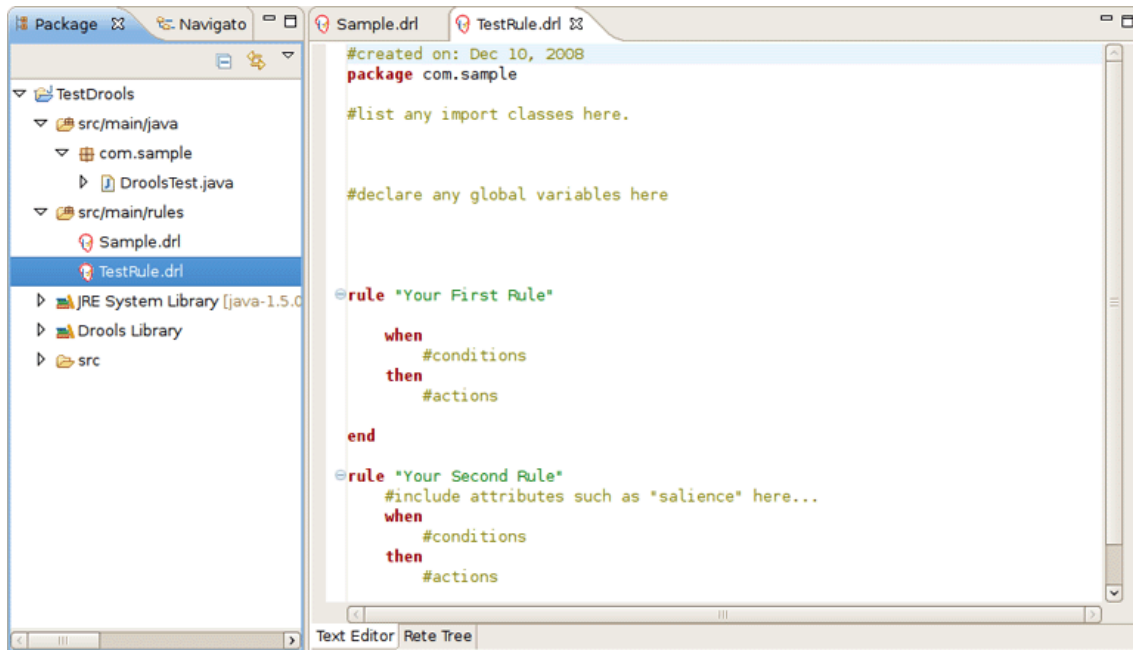 Package
Navigato
TestDrools
src/main/java
com.sample
DroolsTest.java
src/main/rules
Sample.drl
TestRule.drl
JRE System Library [java-1.5.0
Drools Library
src
Sample.drl
TestRule.drl
#created on: Dec 10, 2008
package com.sample
#list any import classes here.
#declare any global variables here
rule "Your First Rule"
when
#conditions
then
#actions
end
rule "Your Second Rule"
#include attributes such as "salience" here...
when
#conditions
then
#actions
Text Editor Rete Tree